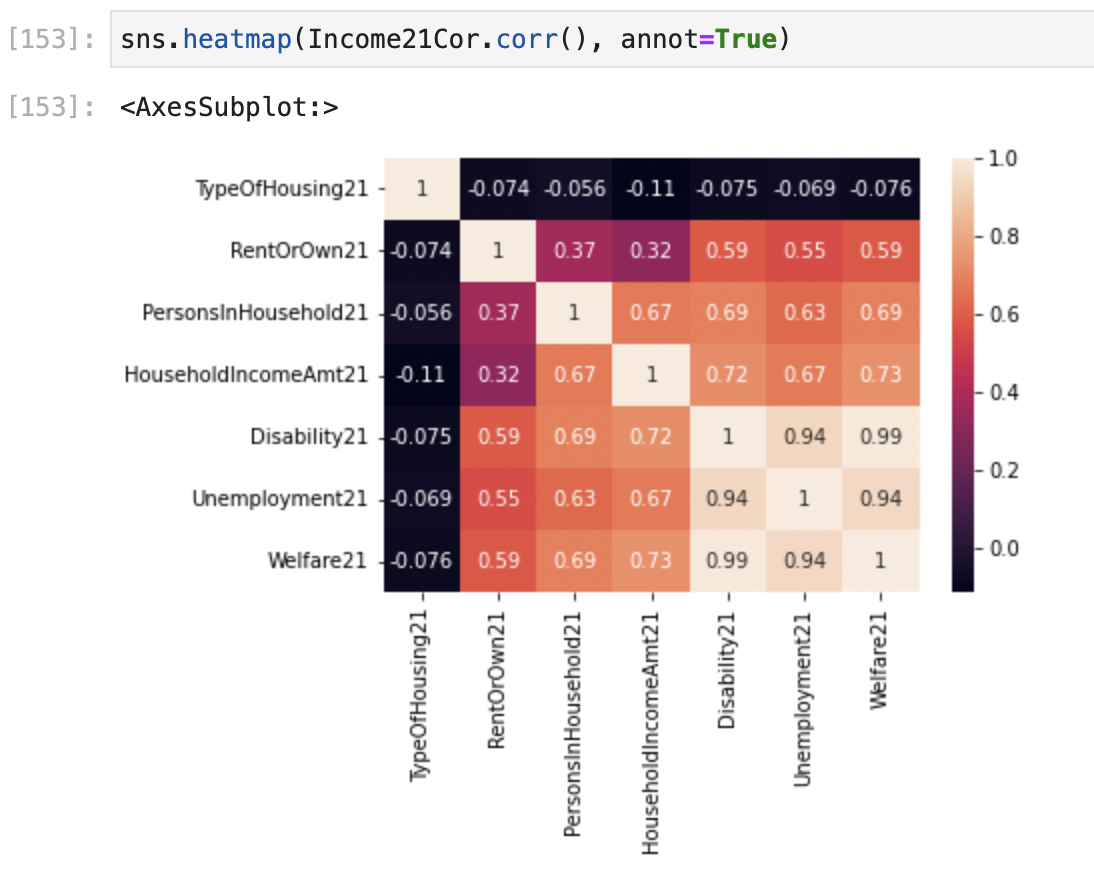 [153]: sns.heatmap(Income21Cor.corr(), annot=True)
[153]: <AxesSubplot:>
TypeOfHousing21 1 -0.074 -0.056 -0.11 -0.075 -0.069 -0.076
RentOrOwn21 -0.074 1 0.37 0.32 0.59 0.55 0.59
PersonsInHousehold21 -0.056 0.37 1 0.67 0.69 0.63 0.69
HouseholdIncomeAmt21 -0.11 0.32 0.67 1 0.72 0.67 0.73
Disability21 -0.075 0.59 0.69 0.72 1 0.94 0.99
Unemployment21 -0.069 0.55 0.63 0.67 0.94 1 0.94
Welfare21 -0.076 0.59 0.69 0.73 0.99 0.94 1
TypeOfHousing21
RentOrOwn21
PersonsInHousehold21
HouseholdIncomeAmt21
Disability21
Unemployment21
Welfare21
1.0
0.8
0.6
0.4
0.2
0.0